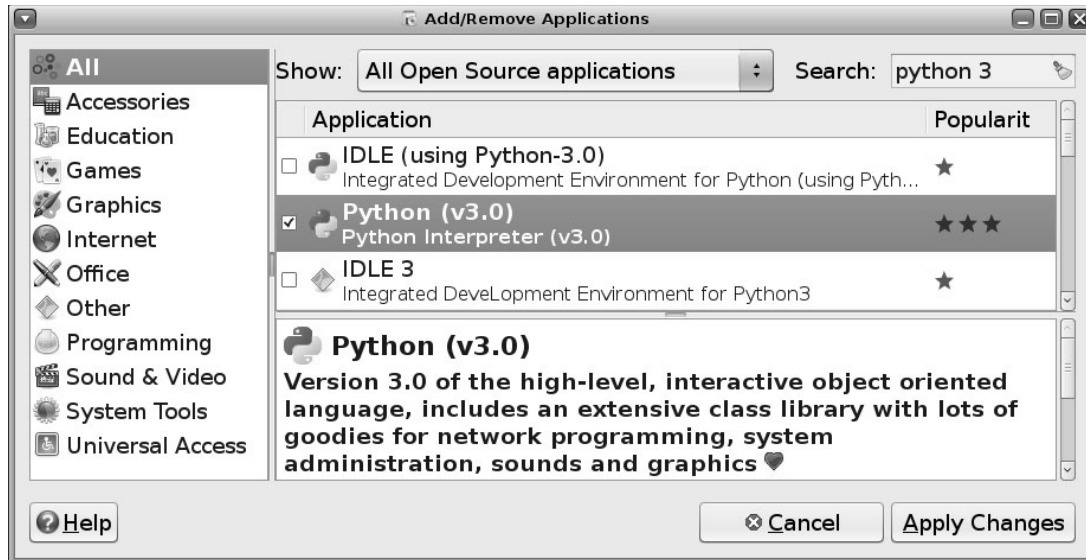 Add/Remove Applications
All
Accessories
Education
Games
Graphics
Internet
Office
Other
Programming
Sound & Video
System Tools
Universal Access
Show: All Open Source applications Search: python 3
Application Popularit
IDLE (using Python-3.0)
Integrated Development Environment for Python (using Pyth...
Python (v3.0)
Python Interpreter (v3.0)
IDLE 3
Integrated DeveLopment Environment for Python3
Python (v3.0)
Version 3.0 of the high-level, interactive object oriented
language, includes an extensive class library with lots of
goodies for network programming, system
administration, sounds and graphics
Help Cancel Apply Changes